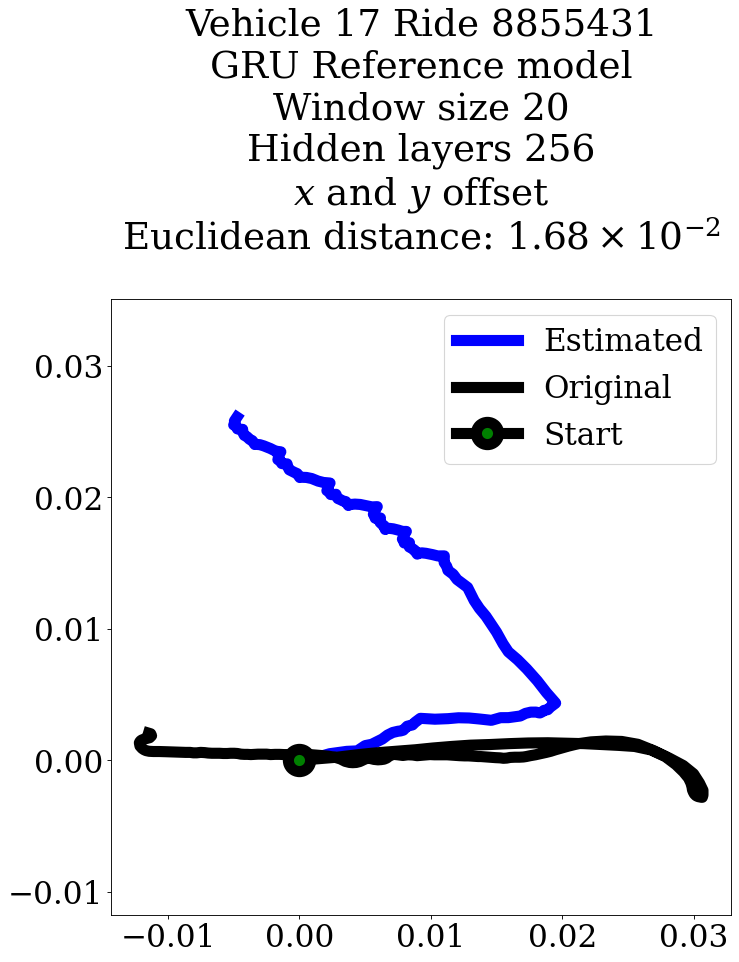 Vehicle 17 Ride 8855431
GRU Reference model
Window size 20
Hidden layers 256
x and y offset
Euclidean distance: 1.68 × 10⁻²
Estimated
Original
Start
0.03
0.02
0.01
0.00
−0.01
−0.01 0.00 0.01 0.02 0.03